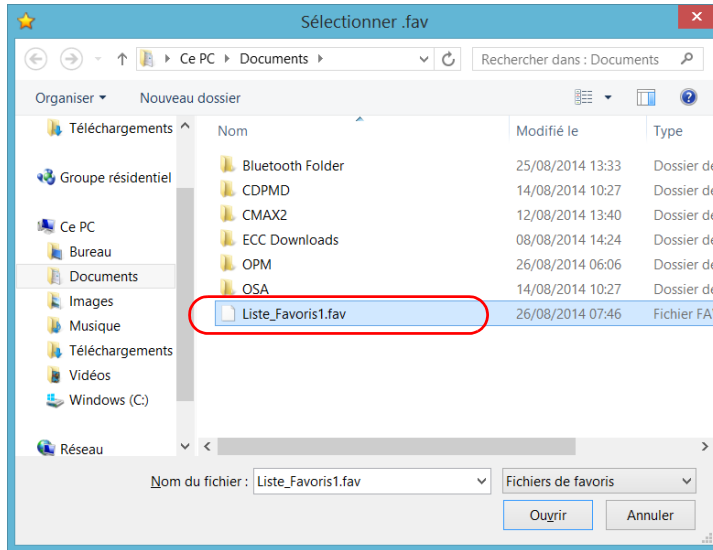 Sélectionner .fav
Ce PC Documents
Rechercher dans : Documents
Organiser Nouveau dossier
Téléchargements
Groupe résidentiel
Ce PC
Bureau
Documents
Images
Musique
Téléchargements
Vidéos
Windows (C:)
Réseau
Nom Modifié le Type
Bluetooth Folder 25/08/2014 13:33 Dossier de
CDPMD 14/08/2014 10:27 Dossier de
CMAX2 12/08/2014 13:40 Dossier de
ECC Downloads 08/08/2014 14:24 Dossier de
OPM 26/08/2014 06:06 Dossier de
OSA 14/08/2014 10:27 Dossier de
Liste_Favoris1.fav 26/08/2014 07:46 Fichier FA
Nom du fichier : Liste_Favoris1.fav Fichiers de favoris
Ouvrir Annuler